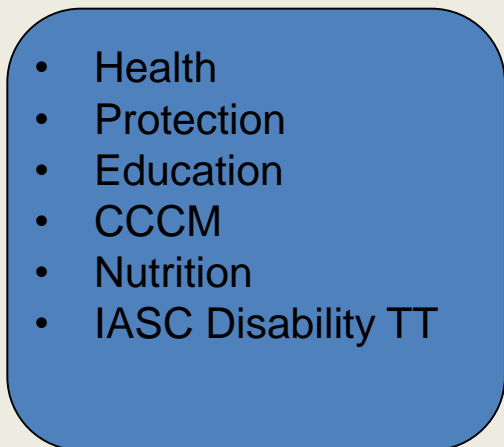 • Health
• Protection
• Education
• CCCM
• Nutrition
• IASC Disability TT